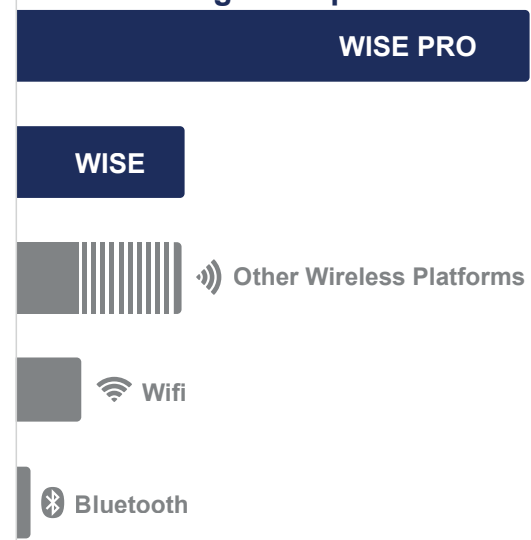 WISE PRO
WISE
Other Wireless Platforms
Wifi
Bluetooth